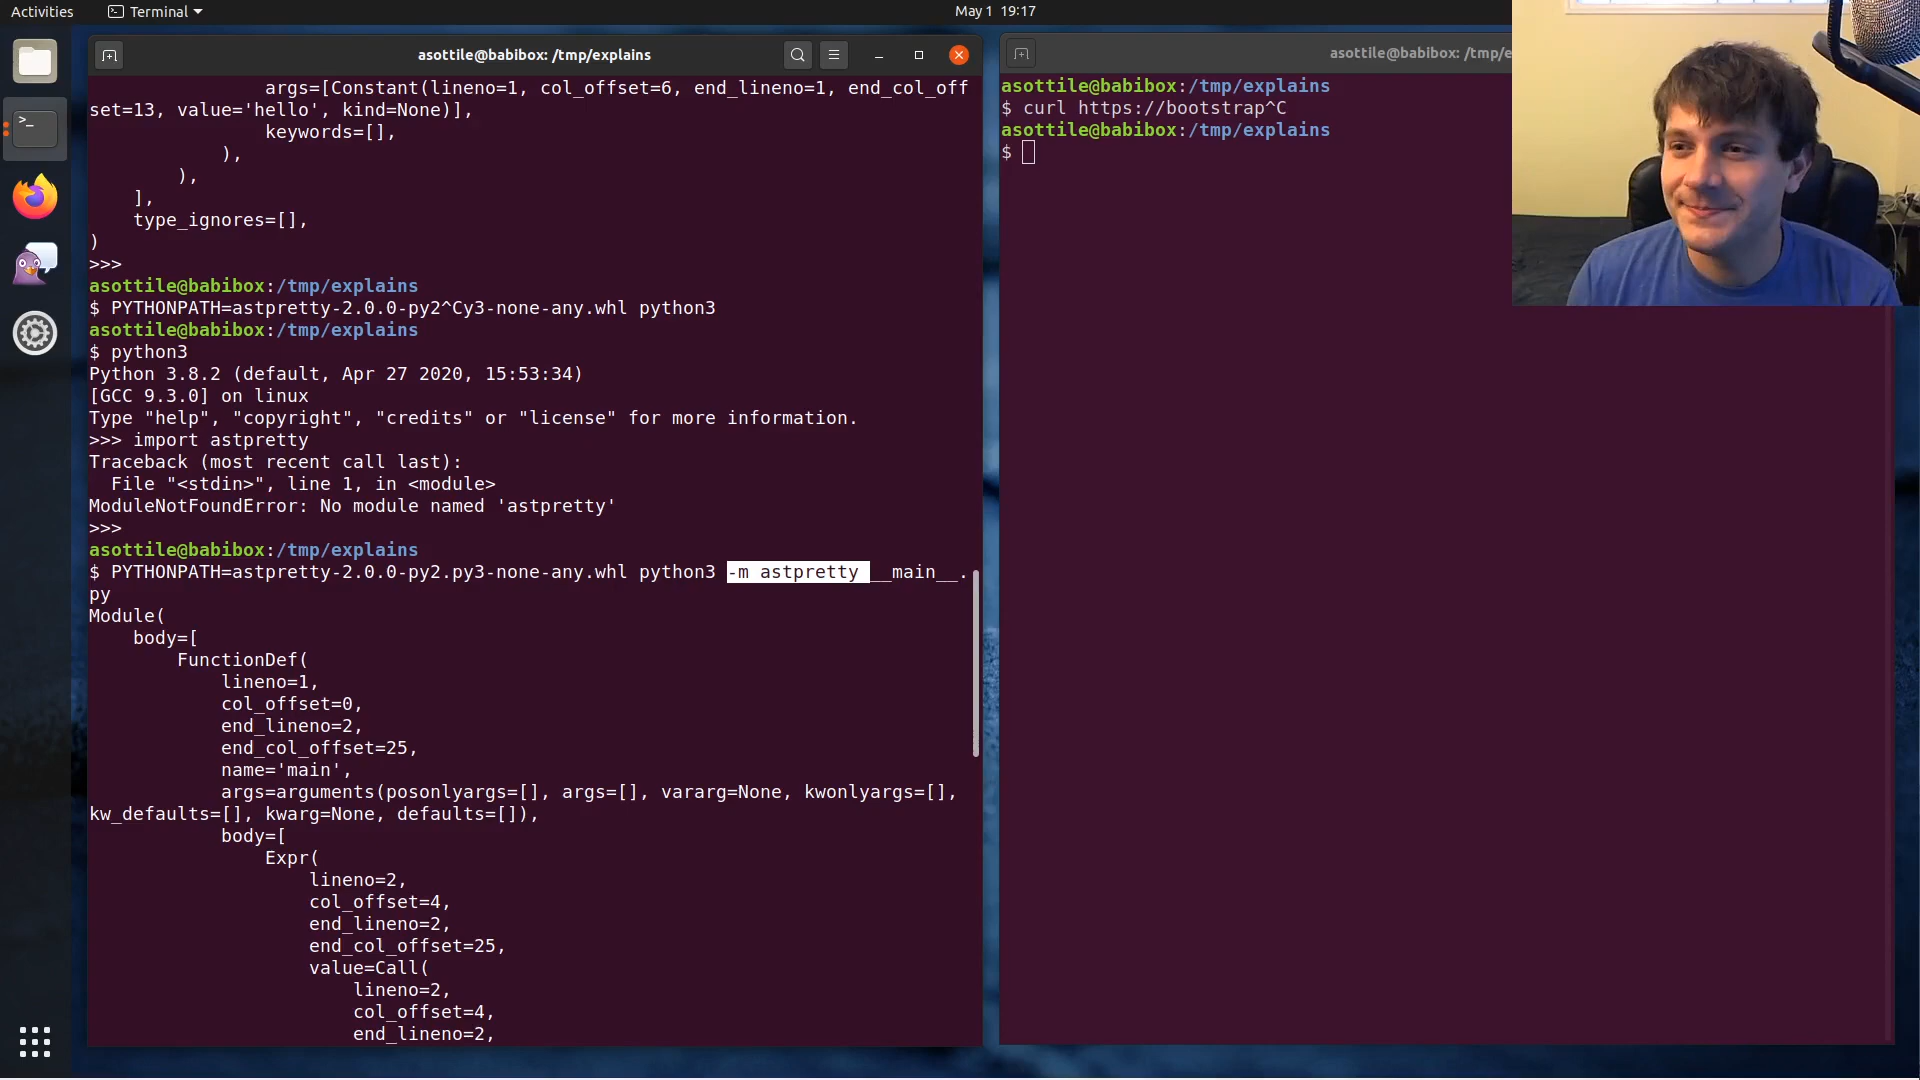 Activities
Terminal
May 1 19:17
asottile@babibox: /tmp/explains
args=[Constant(lineno=1, col_offset=6, end_lineno=1, end_col_off
set=13, value='hello', kind=None)],
keywords=[],
),
),
],
type_ignores=[],
)
>>>
asottile@babibox:/tmp/explains
$ PYTHONPATH=astpretty-2.0.0-py2^Cy3-none-any.whl python3
asottile@babibox:/tmp/explains
$ python3
Python 3.8.2 (default, Apr 27 2020, 15:53:34)
[GCC 9.3.0] on linux
Type "help", "copyright", "credits" or "license" for more information.
>>> import astpretty
Traceback (most recent call last):
File "<stdin>", line 1, in <module>
ModuleNotFoundError: No module named 'astpretty'
>>>
asottile@babibox:/tmp/explains
$ PYTHONPATH=astpretty-2.0.0-py2.py3-none-any.whl python3 -m astpretty __main__.
py
Module(
body=[
FunctionDef(
lineno=1,
col_offset=0,
end_lineno=2,
end_col_offset=25,
name='main',
args=arguments(posonlyargs=[], args=[], vararg=None, kwonlyargs=[],
kw_defaults=[], kwarg=None, defaults=[]),
body=[
Expr(
lineno=2,
col_offset=4,
end_lineno=2,
end_col_offset=25,
value=Call(
lineno=2,
col_offset=4,
end_lineno=2,
asottile@babibox: /tmp/e
asottile@babibox:/tmp/explains
$ curl https://bootstrap^C
asottile@babibox:/tmp/explains
$